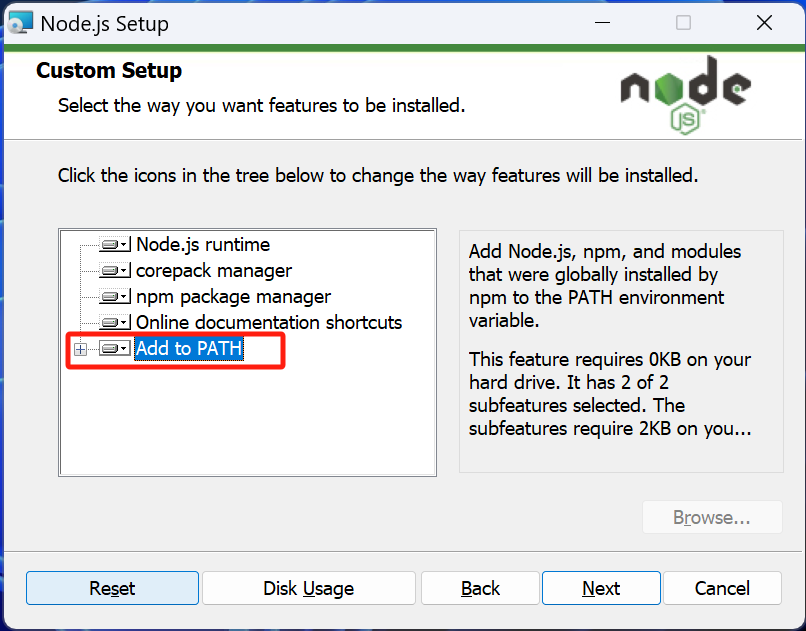 Node.js Setup
Custom Setup
Select the way you want features to be installed.
node
JS
Click the icons in the tree below to change the way features will be installed.
Node.js runtime
corepack manager
npm package manager
Online documentation shortcuts
Add to PATH
Add Node.js, npm, and modules
that were globally installed by
npm to the PATH environment
variable.
This feature requires 0KB on your
hard drive. It has 2 of 2
subfeatures selected. The
subfeatures require 2KB on you...
Browse...
Reset
Disk Usage
Back
Next
Cancel